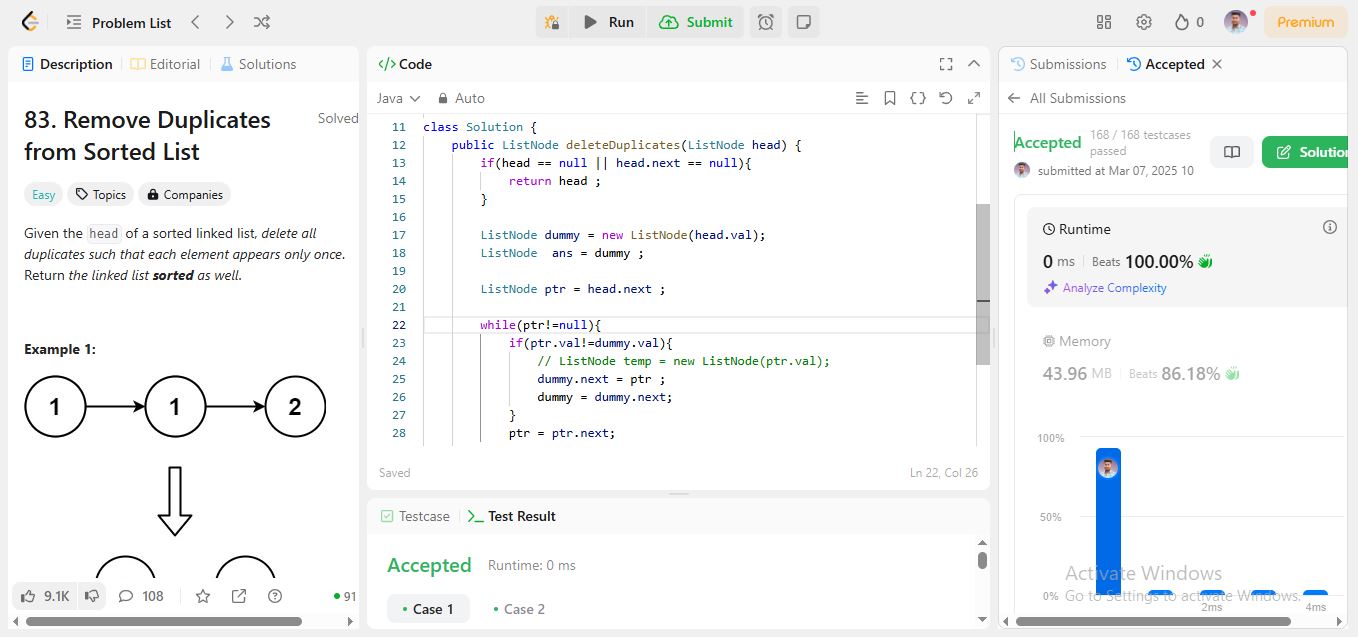 Problem List
Run
Submit
0
Premium
Description
Editorial
Solutions
83. Remove Duplicates
from Sorted List
Solved
Easy
Topics
Companies
Given the head of a sorted linked list, delete all
duplicates such that each element appears only once.
Return the linked list sorted as well.
Example 1:
1
1
2
9.1K
108
91
</>Code
Java
Auto
11 class Solution {
12 public ListNode deleteDuplicates(ListNode head) {
13 if(head == null || head.next == null){
14 return head ;
15 }
16
17 ListNode dummy = new ListNode(head.val);
18 ListNode  ans = dummy ;
19
20 ListNode ptr = head.next ;
21
22 while(ptr!=null){
23 if(ptr.val!=dummy.val){
24 // ListNode temp = new ListNode(ptr.val);
25 dummy.next = ptr ;
26 dummy = dummy.next;
27 }
28 ptr = ptr.next;
Saved
Ln 22, Col 26
Testcase
Test Result
Accepted
Runtime: 0 ms
Case 1
Case 2
Submissions
Accepted
All Submissions
Accepted
168 / 168 testcases
passed
submitted at Mar 07, 2025 10
Solution
Runtime
0 ms
Beats 100.00%
Analyze Complexity
Memory
43.96 MB
Beats 86.18%
100%
50%
0%
2ms
4ms
Activate Windows
Go to Settings to activate Windows.